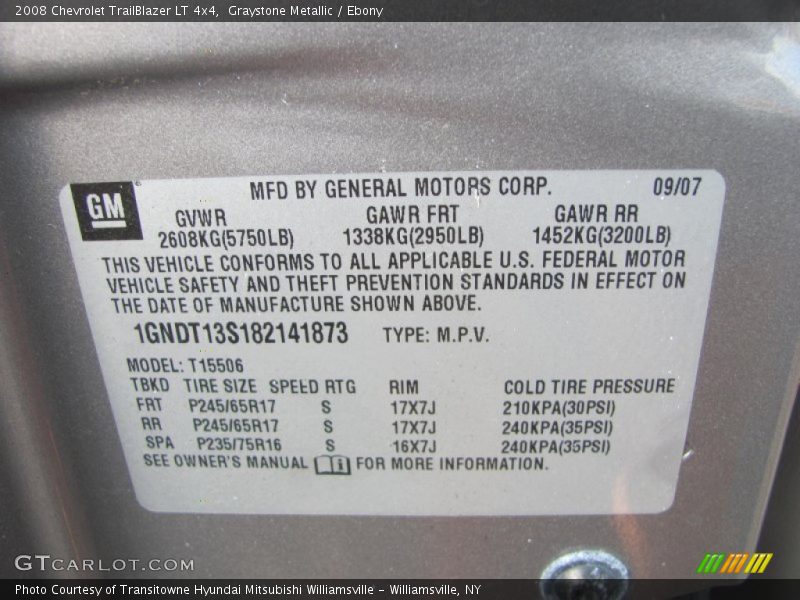 2008 Chevrolet TrailBlazer LT 4x4, Graystone Metallic / Ebony
GM
MFD BY GENERAL MOTORS CORP. 09/07
GVWR GAWR FRT GAWR RR
2608KG(5750LB) 1338KG(2950LB) 1452KG(3200LB)
THIS VEHICLE CONFORMS TO ALL APPLICABLE U.S. FEDERAL MOTOR
VEHICLE SAFETY AND THEFT PREVENTION STANDARDS IN EFFECT ON
THE DATE OF MANUFACTURE SHOWN ABOVE.
1GNDT13S182141873 TYPE: M.P.V.
MODEL: T15506
TBKD TIRE SIZE SPEED RTG RIM COLD TIRE PRESSURE
FRT P245/65R17 S 17X7J 210KPA(30PSI)
RR P245/65R17 S 17X7J 240KPA(35PSI)
SPA P235/75R16 S 16X7J 240KPA(35PSI)
SEE OWNER'S MANUAL FOR MORE INFORMATION.
GTCARLOT.COM
Photo Courtesy of Transitowne Hyundai Mitsubishi Williamsville – Williamsville, NY